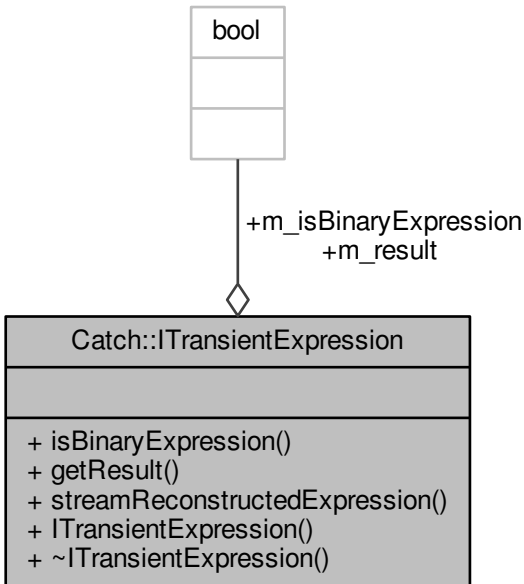 bool
+m_isBinaryExpression
+m_result
Catch::ITransientExpression
+ isBinaryExpression()
+ getResult()
+ streamReconstructedExpression()
+ ITransientExpression()
+ ~ITransientExpression()